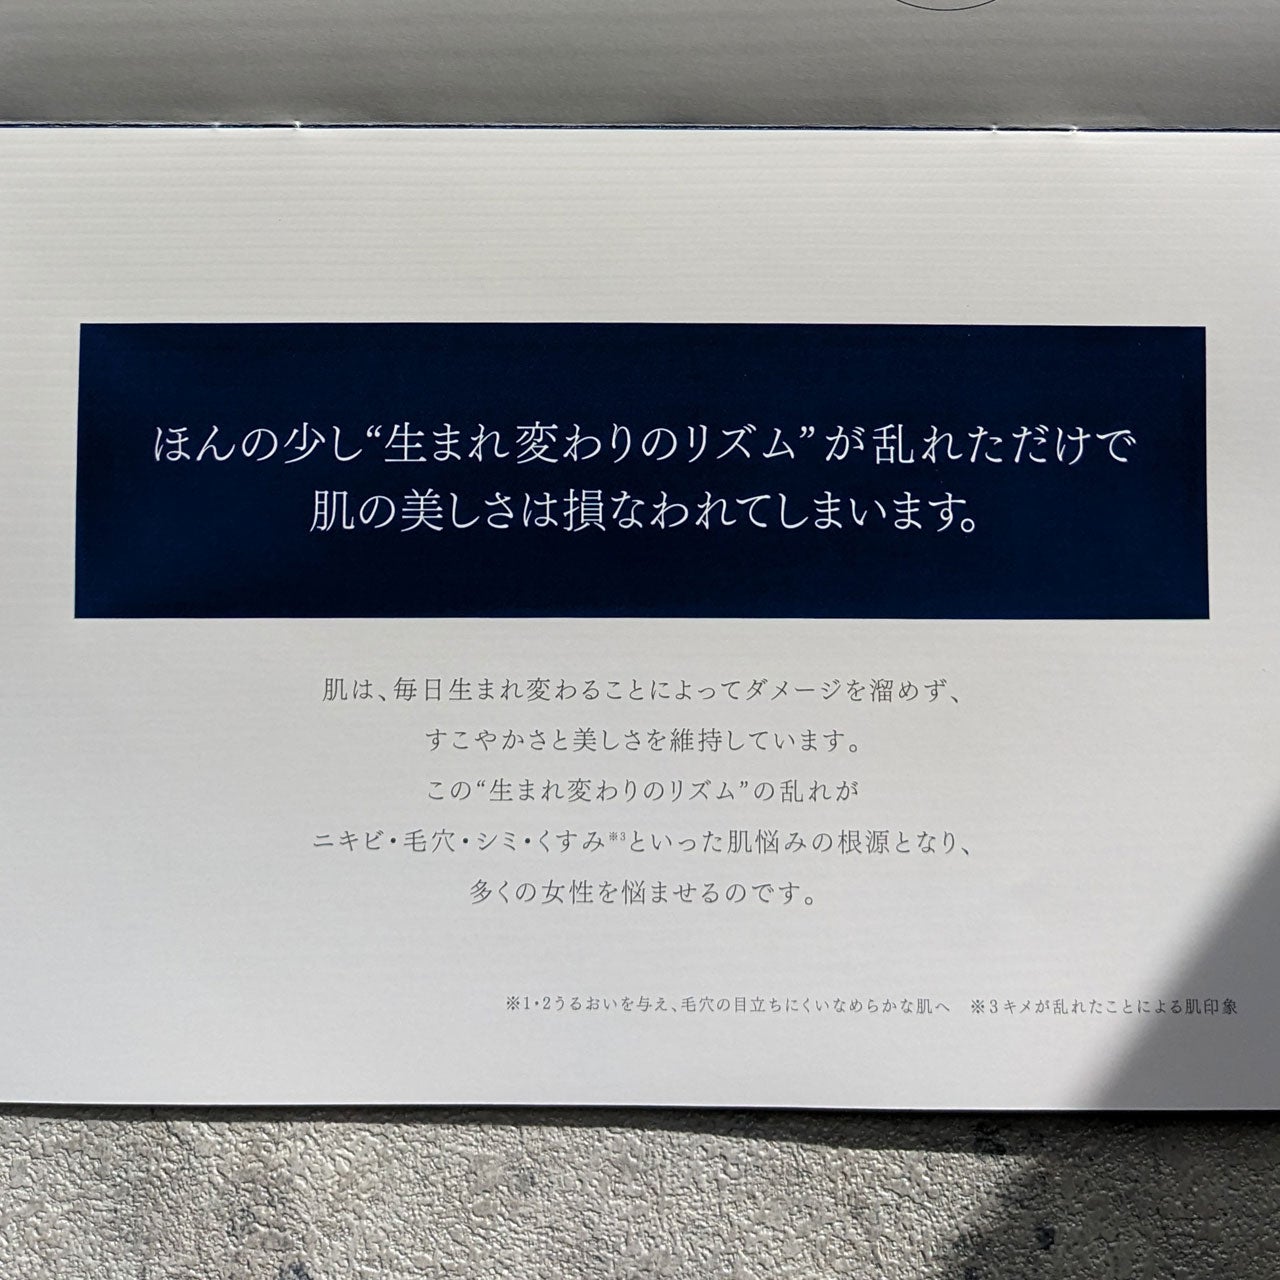 ほんの少し“生まれ変わりのリズム”が乱れただけで
肌の美しさは損なわれてしまいます。
肌は、毎日生まれ変わることによってダメージを溜めず、
すこやかさと美しさを維持しています。
この“生まれ変わりのリズム”の乱れが
ニキビ・毛穴・シミ・くすみ※3といった肌悩みの根源となり、
多くの女性を悩ませるのです。
※1・2うるおいを与え、毛穴の目立ちにくいなめらかな肌へ　※3キメが乱れたことによる肌印象